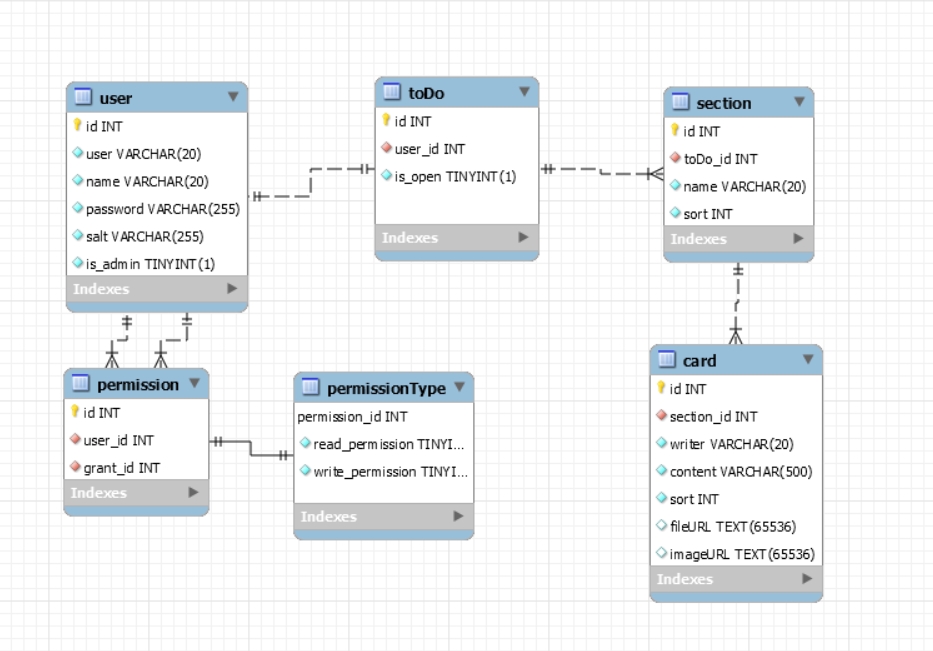 user
id INT
user VARCHAR(20)
name VARCHAR(20)
password VARCHAR(255)
salt VARCHAR(255)
is_admin TINYINT(1)
Indexes
toDo
id INT
user_id INT
is_open TINYINT(1)
Indexes
section
id INT
toDo_id INT
name VARCHAR(20)
sort INT
Indexes
permission
id INT
user_id INT
grant_id INT
Indexes
permissionType
permission_id INT
read_permission TINYI...
write_permission TINYI...
Indexes
card
id INT
section_id INT
writer VARCHAR(20)
content VARCHAR(500)
sort INT
fileURL TEXT(65536)
imageURL TEXT(65536)
Indexes